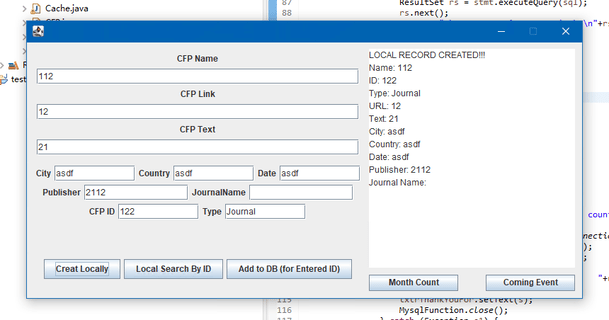 Cache.java
87 ResultSet rs = stmt.executeQuery(sql);
88 rs.next();
CFP Name
112
CFP Link
12
CFP Text
21
City asdf Country asdf Date asdf
Publisher 2112 JournalName
CFP ID 122 Type Journal
Creat Locally Local Search By ID Add to DB (for Entered ID)
LOCAL RECORD CREATED!!!
Name: 112
ID: 122
Type: Journal
URL: 12
Text: 21
City: asdf
Country: asdf
Date: asdf
Publisher: 2112
Journal Name:
Month Count Coming Event
test
count
116 MysqlFunction.close();